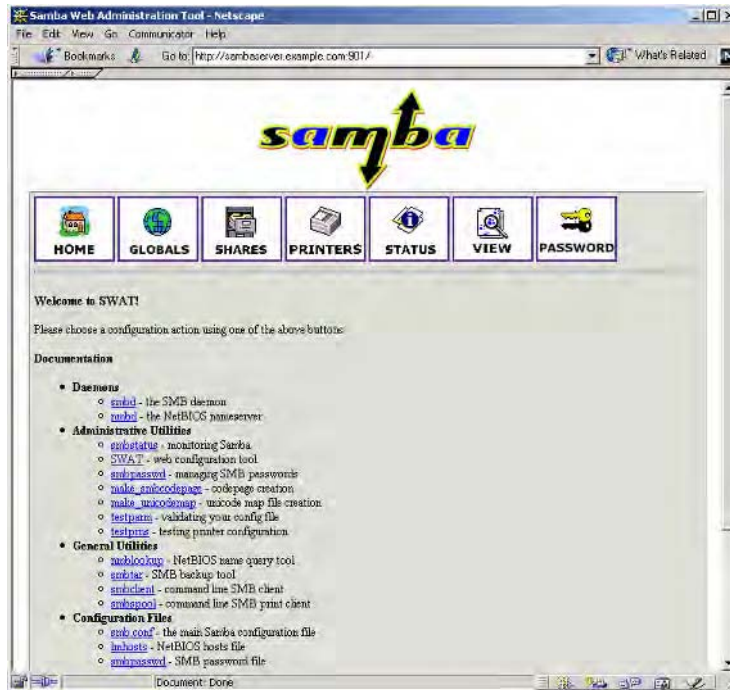 Samba Web Administration Tool - Netscape
File Edit View Go Communicator Help
Bookmarks Go to: http://sambaserver.example.com:901/ What's Related
samba
HOME GLOBALS SHARES PRINTERS STATUS VIEW PASSWORD
Welcome to SWAT!
Please choose a configuration action using one of the above buttons
Documentation
• Daemons
○ smbd - the SMB daemon
○ nmbd - the NetBIOS nameserver
• Administrative Utilities
○ smbstatus - monitoring Samba
○ SWAT - web configuration tool
○ smbpasswd - managing SMB passwords
○ make_smbcodepage - codepage creation
○ make_unicodemap - unicode map file creation
○ testparm - validating your config file
○ testprns - testing printer configuration
• General Utilities
○ nmblookup - NetBIOS name query tool
○ smbtar - SMB backup tool
○ smbclient - command line SMB client
○ smbspool - command line SMB print client
• Configuration Files
○ smb.conf - the main Samba configuration file
○ lmhosts - NetBIOS hosts file
○ smbpasswd - SMB password file
Document: Done